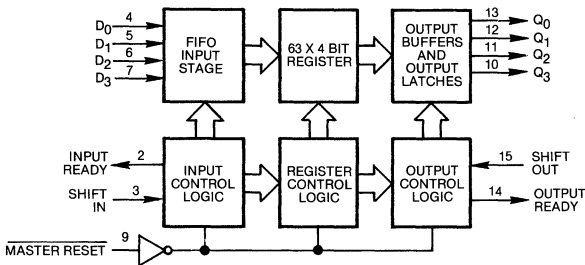 D0 4
D1 5
D2 6
D3 7
FIFO
INPUT
STAGE
63 X 4 BIT
REGISTER
OUTPUT
BUFFERS
AND
OUTPUT
LATCHES
13 Q0
12 Q1
11 Q2
10 Q3
INPUT
READY
2
SHIFT
IN
3
INPUT
CONTROL
LOGIC
REGISTER
CONTROL
LOGIC
OUTPUT
CONTROL
LOGIC
15 SHIFT
OUT
14 OUTPUT
READY
MASTER RESET 9